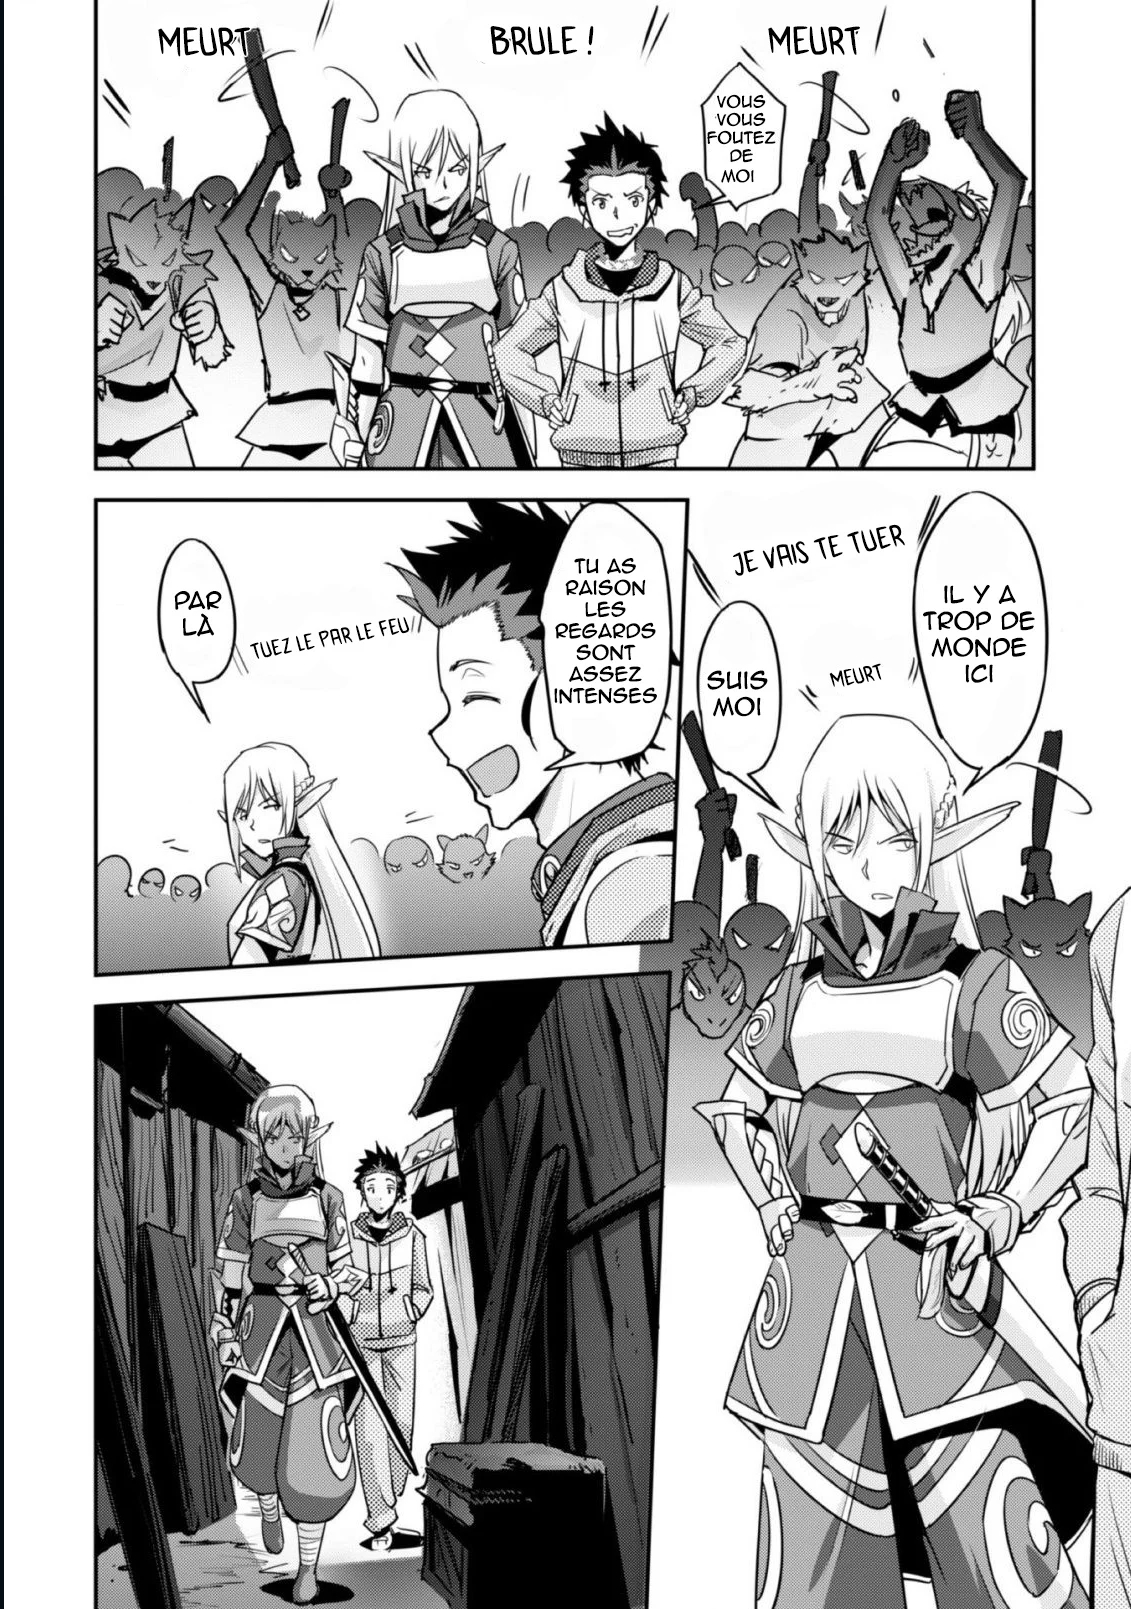 MEURT
BRULE !
MEURT
VOUS
VOUS
FOUTEZ
DE
MOI
IL Y A
TROP DE
MONDE
ICI
JE VAIS TE TUER
SUIS
MOI
MEURT
TU AS
RAISON
LES
REGARDS
SONT
ASSEZ
INTENSES
TUEZ LE PAR LE FEU
PAR
LÀ